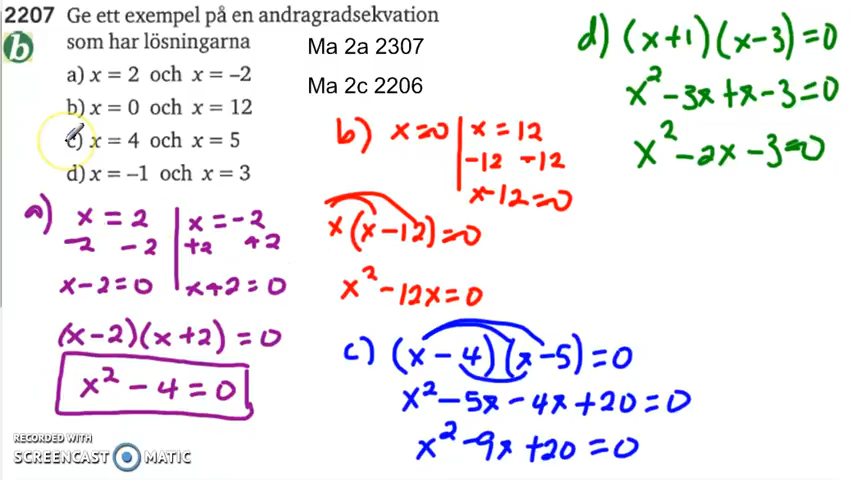 2207 Ge ett exempel på en andragradsekvation
b som har lösningarna
a) x = 2 och x = –2
b) x = 0 och x = 12
c) x = 4 och x = 5
d) x = –1 och x = 3
Ma 2a 2307
Ma 2c 2206
a) x = 2 | x = -2
-2 -2 | +2 +2
x - 2 = 0 | x + 2 = 0
(x - 2)(x + 2) = 0
x² - 4 = 0
b) x = 0 | x = 12
-12 -12
x - 12 = 0
x(x - 12) = 0
x² - 12x = 0
c) (x - 4)(x - 5) = 0
x² - 5x - 4x + 20 = 0
x² - 9x + 20 = 0
d) (x + 1)(x - 3) = 0
x² - 3x + x - 3 = 0
x² - 2x - 3 = 0
RECORDED WITH
SCREENCAST MATIC